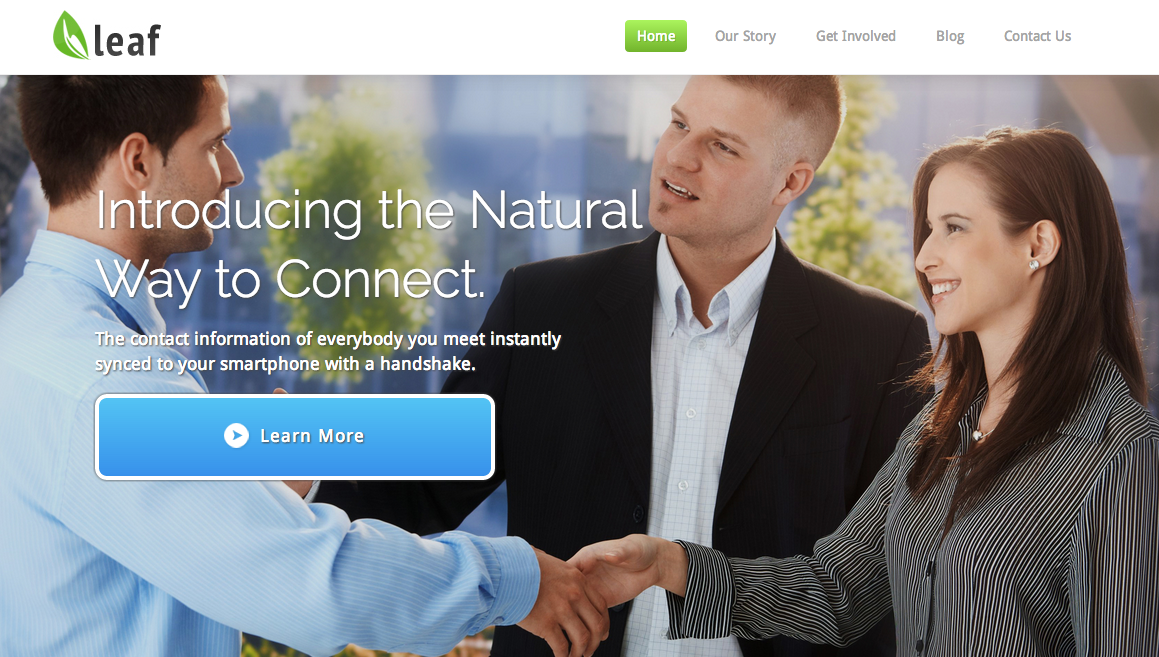 leaf
Home
Our Story
Get Involved
Blog
Contact Us
Introducing the Natural
Way to Connect.
The contact information of everybody you meet instantly
synced to your smartphone with a handshake.
Learn More